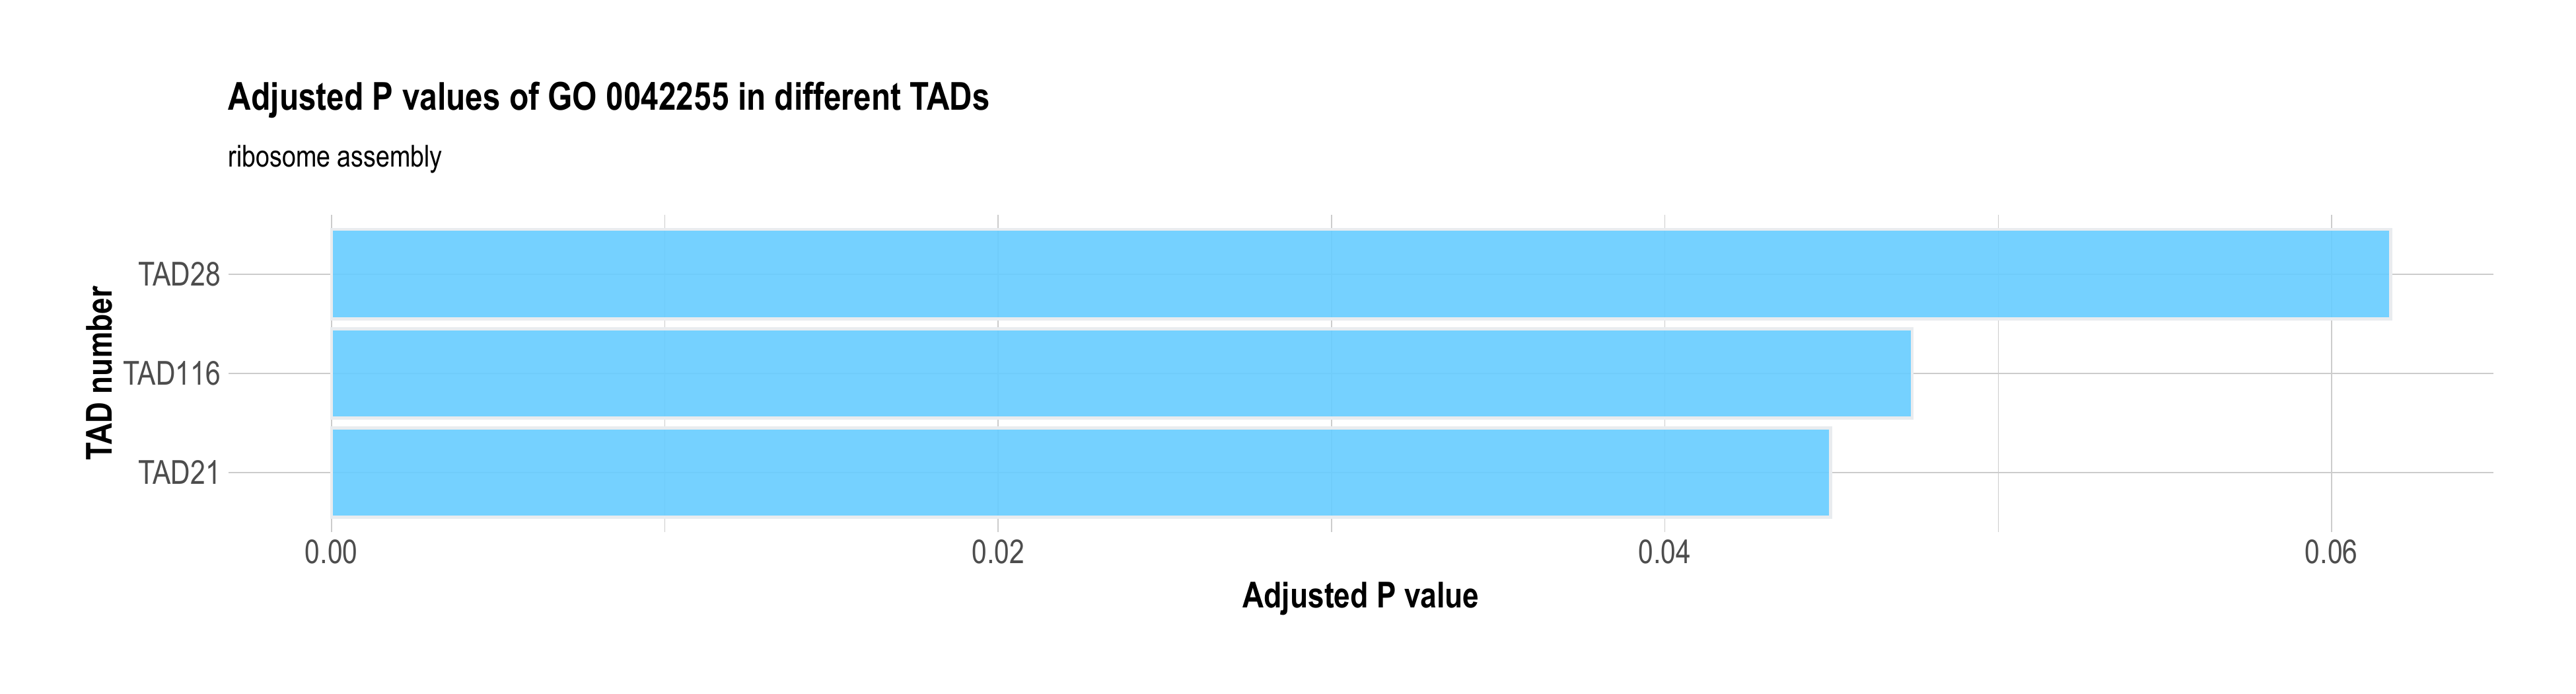 Adjusted P values of GO 0042255 in different TADs
ribosome assembly
TAD number
TAD28
TAD116
TAD21
0.00 0.02 0.04 0.06
Adjusted P value